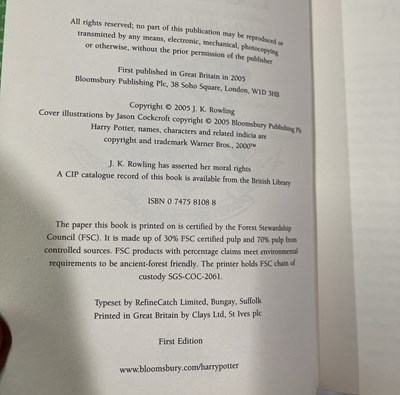 All rights reserved; no part of this publication may be reproduced or
transmitted by any means, electronic, mechanical, photocopying
or otherwise, without the prior permission of the publisher
First published in Great Britain in 2005
Bloomsbury Publishing Plc, 38 Soho Square, London, W1D 3HB
Copyright © 2005 J. K. Rowling
Cover illustrations by Jason Cockcroft copyright © 2005 Bloomsbury Publishing Plc
Harry Potter, names, characters and related indicia are
copyright and trademark Warner Bros., 2000™
J. K. Rowling has asserted her moral rights
A CIP catalogue record of this book is available from the British Library
ISBN 0 7475 8108 8
The paper this book is printed on is certified by the Forest Stewardship
Council (FSC). It is made up of 30% FSC certified pulp and 70% pulp from
controlled sources. FSC products with percentage claims meet environmental
requirements to be ancient-forest friendly. The printer holds FSC chain of
custody SGS-COC-2061.
Typeset by RefineCatch Limited, Bungay, Suffolk
Printed in Great Britain by Clays Ltd, St Ives plc
First Edition
www.bloomsbury.com/harrypotter